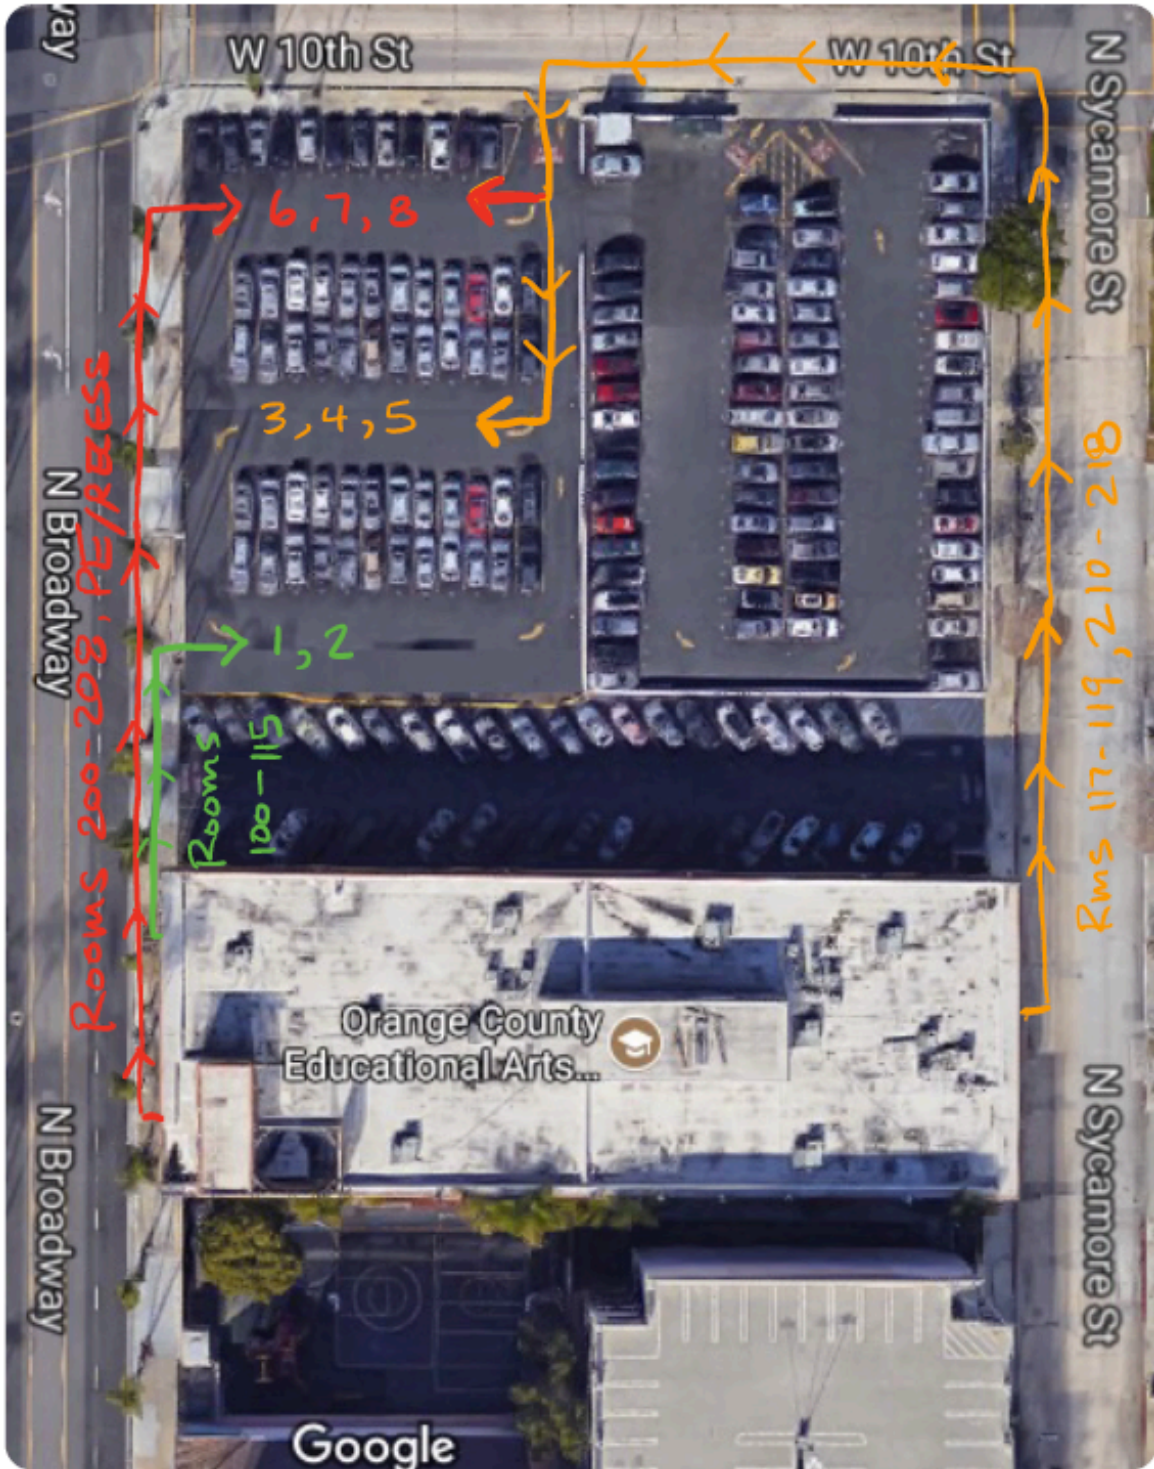 way
W 10th St
W 10th St
N Sycamore St
6, 7, 8
3, 4, 5
1, 2
Rooms 200-208, PE/RECESS
Rooms
100-115
Rms 117-119, 210-218
N Broadway
Orange County
Educational Arts...
N Broadway
N Sycamore St
Google